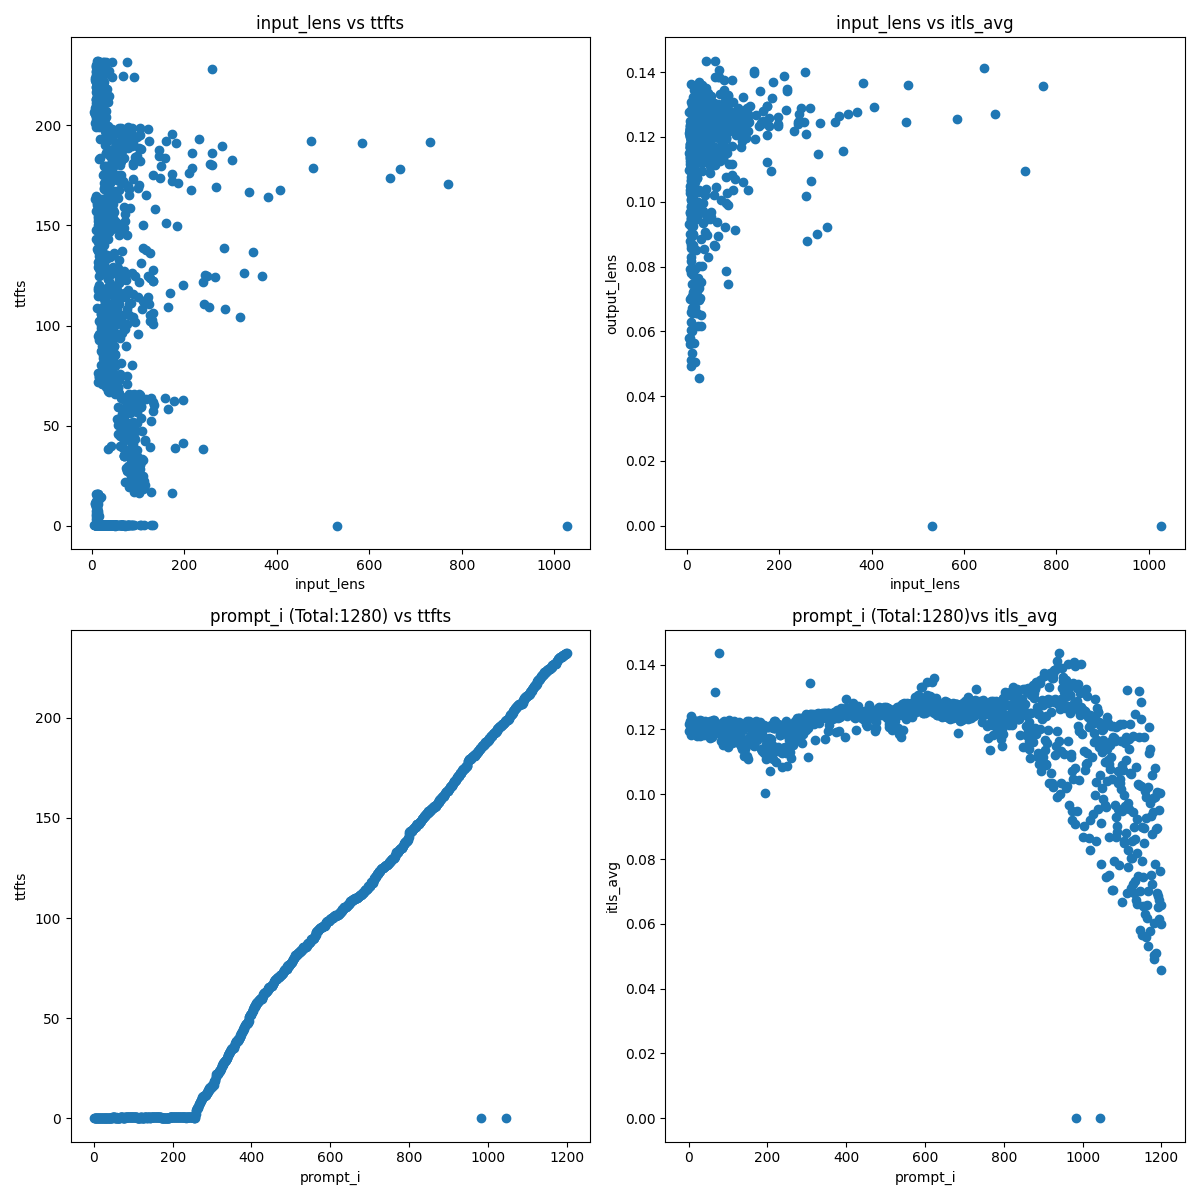 input_lens vs ttfts
ttfts
200
150
100
50
0
0 200 400 600 800 1000
input_lens
input_lens vs itls_avg
output_lens
0.14
0.12
0.10
0.08
0.06
0.04
0.02
0.00
0 200 400 600 800 1000
input_lens
prompt_i (Total:1280) vs ttfts
ttfts
200
150
100
50
0
0 200 400 600 800 1000 1200
prompt_i
prompt_i (Total:1280)vs itls_avg
itls_avg
0.14
0.12
0.10
0.08
0.06
0.04
0.02
0.00
0 200 400 600 800 1000 1200
prompt_i